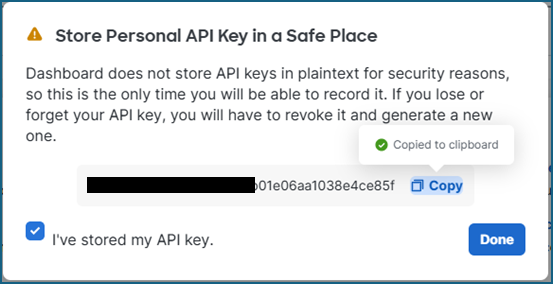 Store Personal API Key in a Safe Place
Dashboard does not store API keys in plaintext for security reasons,
so this is the only time you will be able to record it. If you lose or
forget your API key, you will have to revoke it and generate a new
one.
Copied to clipboard
b01e06aa1038e4ce85f
Copy
I've stored my API key.
Done